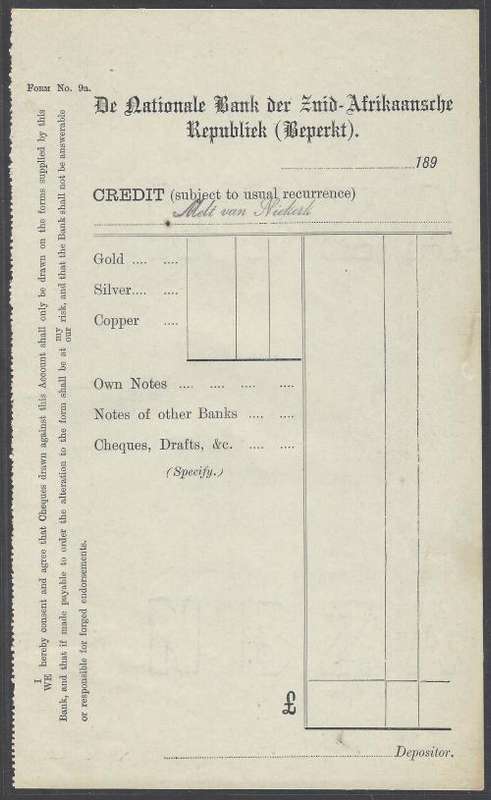 Form No. 9a.
De Nationale Bank der Zuid-Afrikaansche
Republiek (Beperkt).
189
CREDIT (subject to usual recurrence)
Melt van Niekerk
Gold .... ....
Silver.... ....
Copper ....
Own Notes .... .... .... ....
Notes of other Banks .... ....
Cheques, Drafts, &c. .... ....
(Specify.)
£
Depositor.
I
WE hereby consent and agree that Cheques drawn against this Account shall only be drawn on the forms supplied by this
Bank, and that if made payable to order the alteration to the form shall be at my our risk, and that the Bank shall not be answerable
or responsible for forged endorsements.